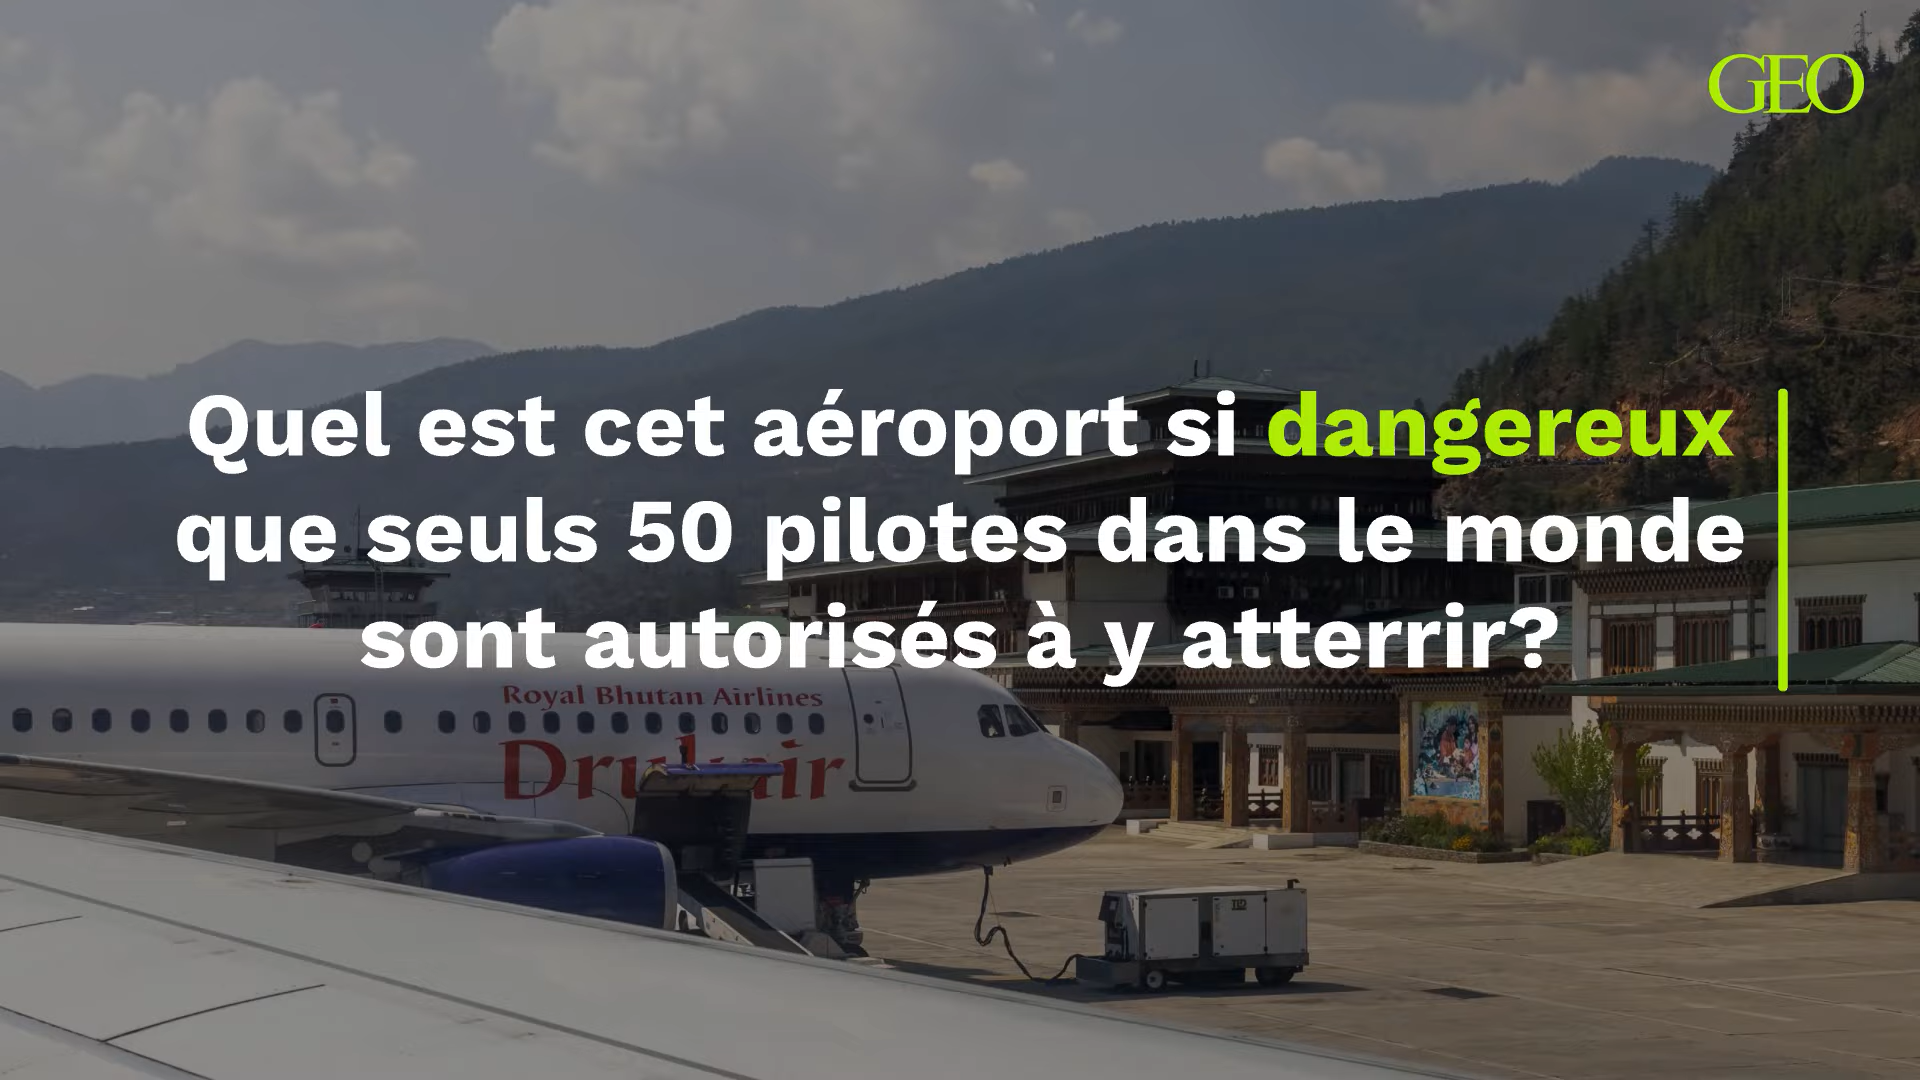 GEO
Quel est cet aéroport si dangereux
que seuls 50 pilotes dans le monde
sont autorisés à y atterrir?
Royal Bhutan Airlines
Drukair